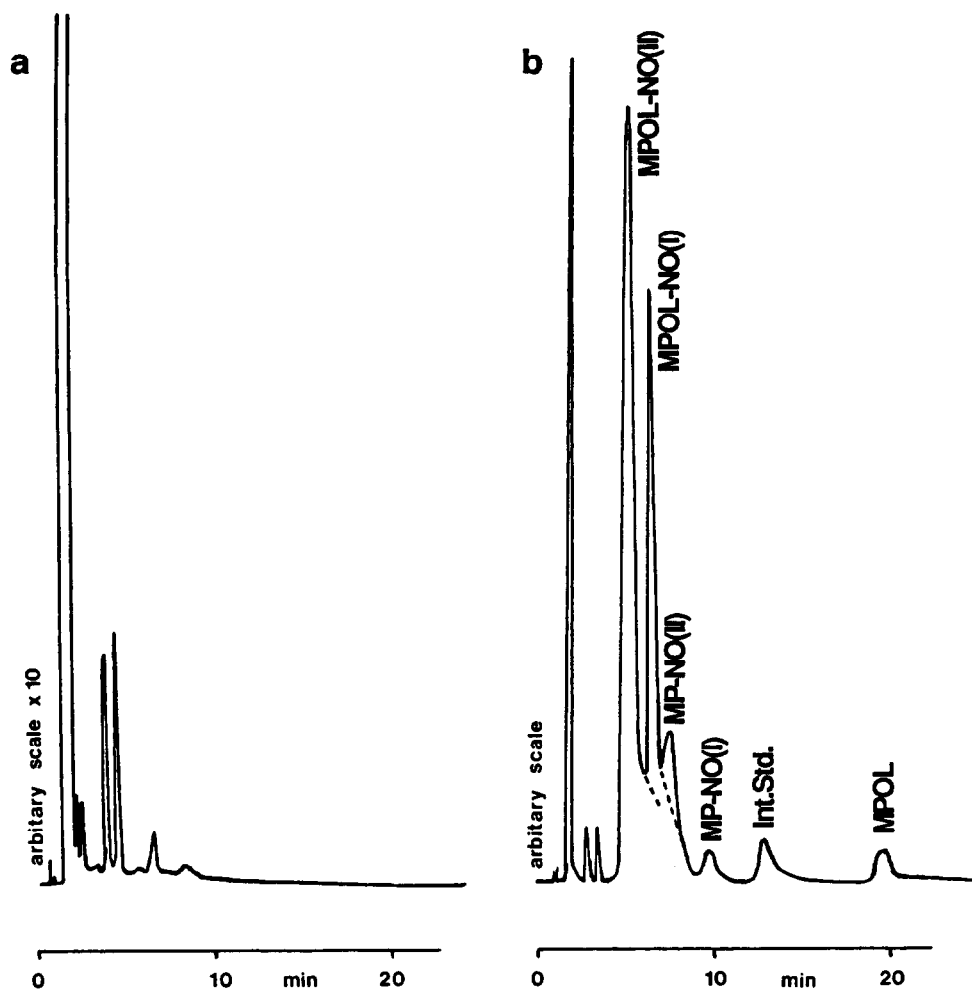 a
arbitary scale x 10
0 10 min 20
b
MPOL-NO(II)
MPOL-NO(I)
MP-NO(II)
MP-NO(I)
Int.Std.
MPOL
arbitary scale
0 10 min 20